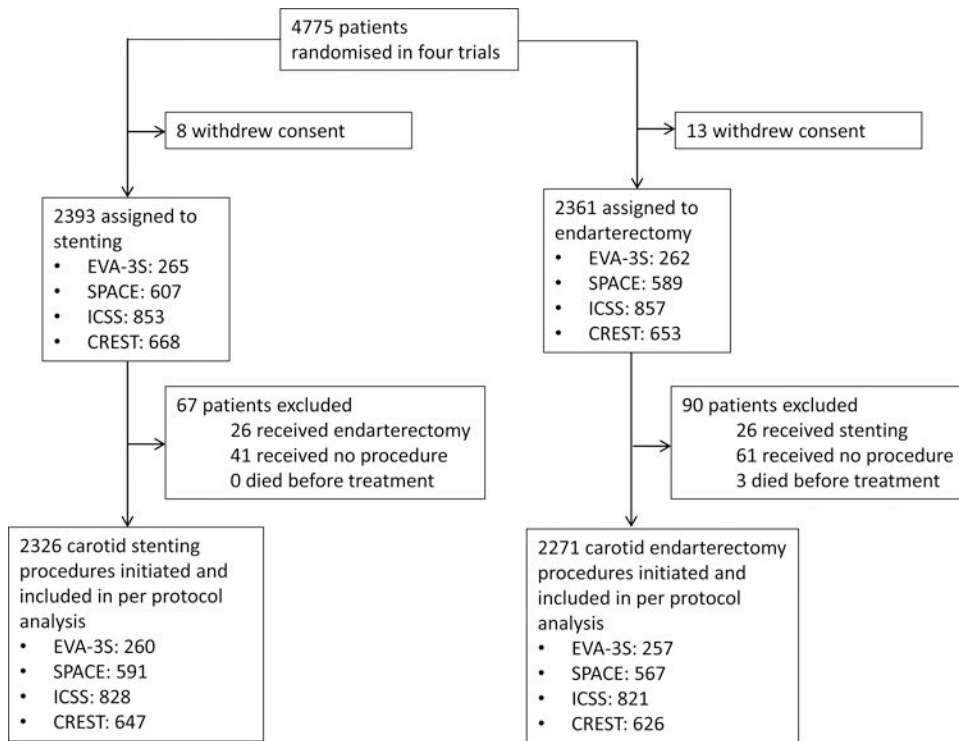 4775 patients
randomised in four trials
8 withdrew consent
13 withdrew consent
2393 assigned to
stenting
• EVA-3S: 265
• SPACE: 607
• ICSS: 853
• CREST: 668
2361 assigned to
endarterectomy
• EVA-3S: 262
• SPACE: 589
• ICSS: 857
• CREST: 653
67 patients excluded
26 received endarterectomy
41 received no procedure
0 died before treatment
90 patients excluded
26 received stenting
61 received no procedure
3 died before treatment
2326 carotid stenting
procedures initiated and
included in per protocol
analysis
• EVA-3S: 260
• SPACE: 591
• ICSS: 828
• CREST: 647
2271 carotid endarterectomy
procedures initiated and
included in per protocol
analysis
• EVA-3S: 257
• SPACE: 567
• ICSS: 821
• CREST: 626